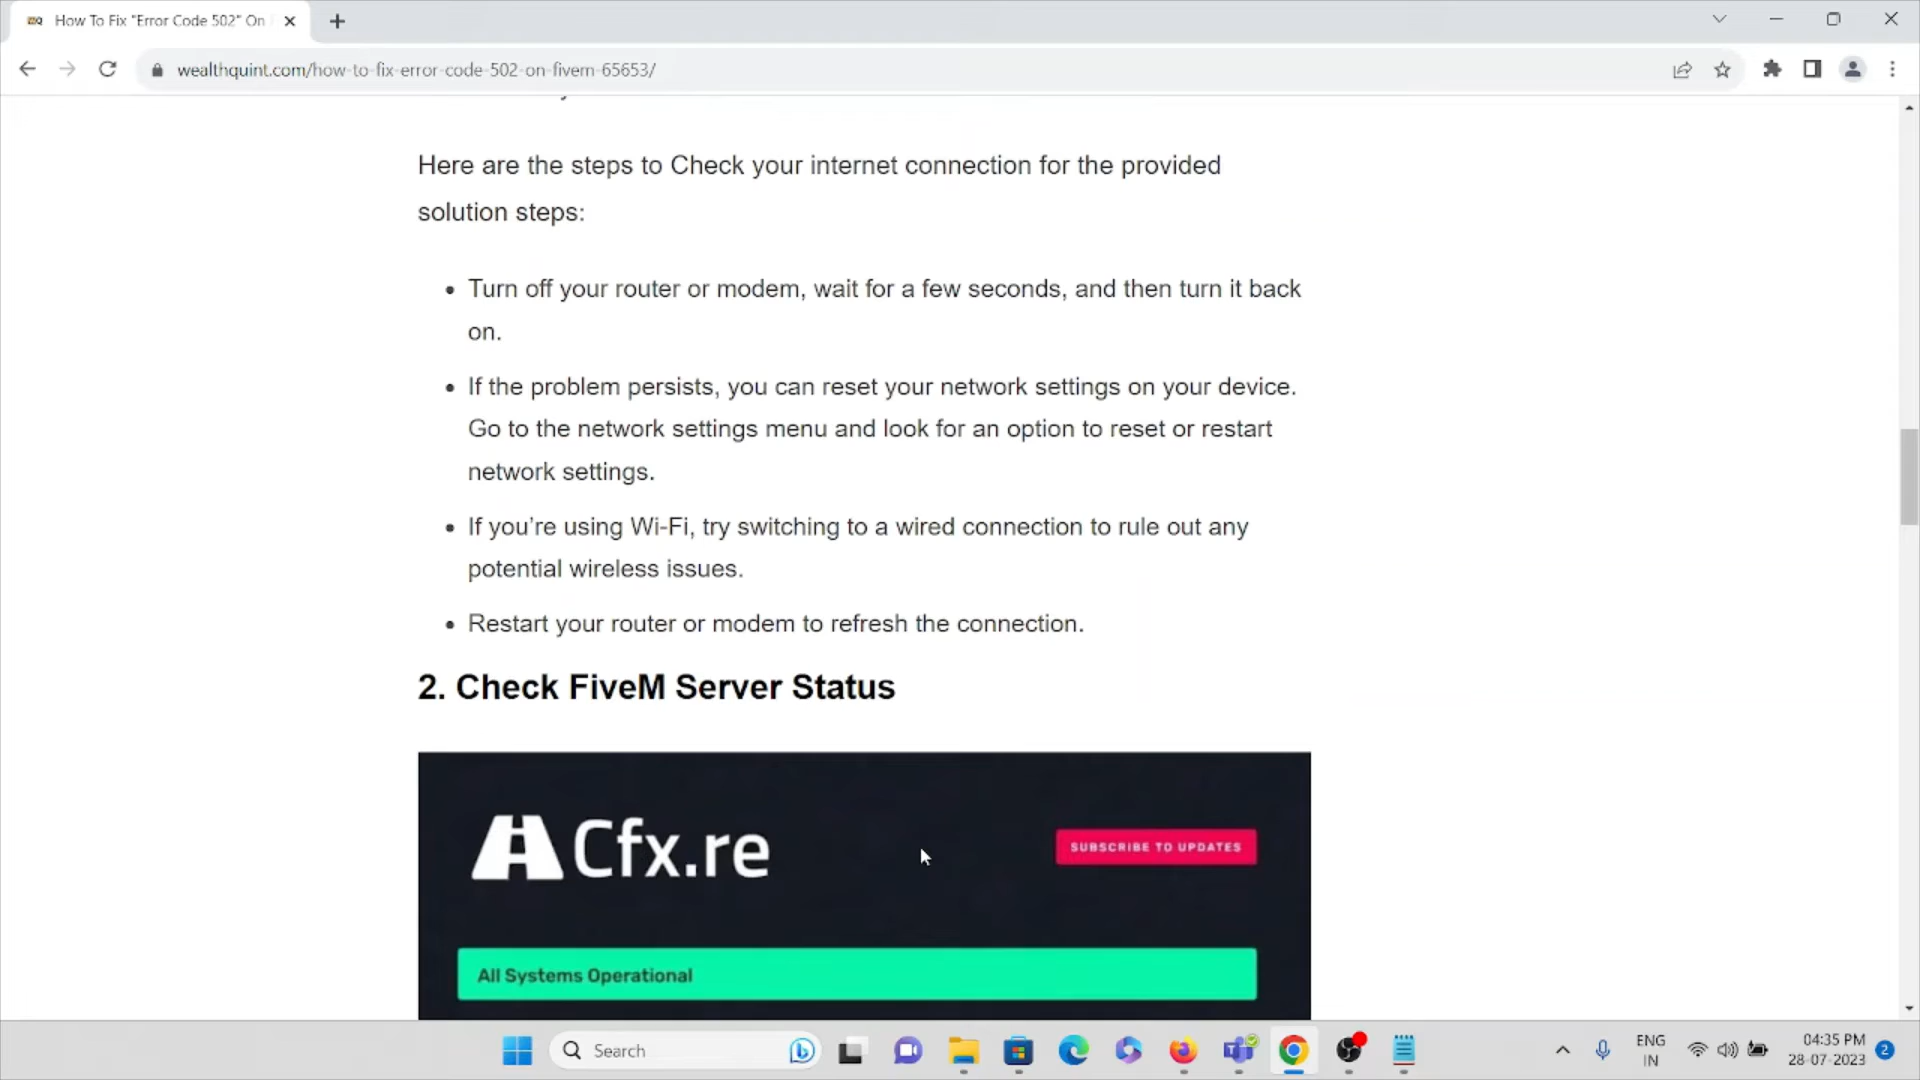 How To Fix "Error Code 502" On
wealthquint.com/how-to-fix-error-code-502-on-fivem-65653/
Here are the steps to Check your internet connection for the provided
solution steps:
Turn off your router or modem, wait for a few seconds, and then turn it back
on.
If the problem persists, you can reset your network settings on your device.
Go to the network settings menu and look for an option to reset or restart
network settings.
If you’re using Wi-Fi, try switching to a wired connection to rule out any
potential wireless issues.
Restart your router or modem to refresh the connection.
2. Check FiveM Server Status
Cfx.re
SUBSCRIBE TO UPDATES
All Systems Operational
Search
ENG
IN
04:35 PM
28-07-2023
2